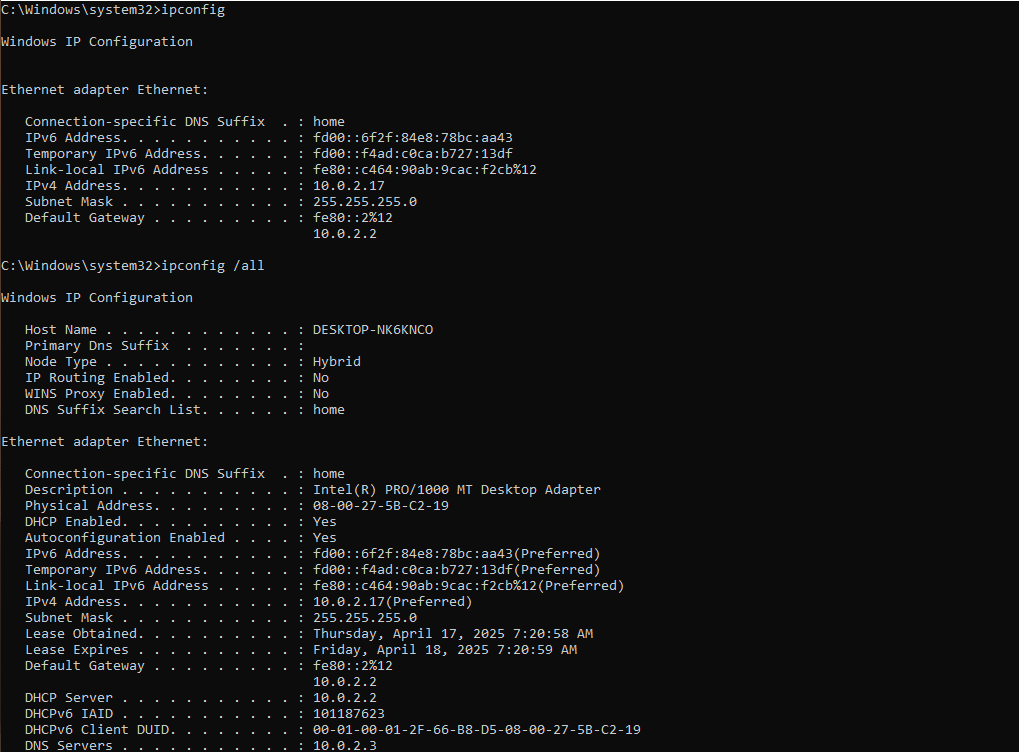 C:\Windows\system32>ipconfig
Windows IP Configuration
Ethernet adapter Ethernet:
   Connection-specific DNS Suffix  . : home
   IPv6 Address. . . . . . . . . . . : fd00::6f2f:84e8:78bc:aa43
   Temporary IPv6 Address. . . . . . : fd00::f4ad:c0ca:b727:13df
   Link-local IPv6 Address . . . . . : fe80::c464:90ab:9cac:f2cb%12
   IPv4 Address. . . . . . . . . . . : 10.0.2.17
   Subnet Mask . . . . . . . . . . . : 255.255.255.0
   Default Gateway . . . . . . . . . : fe80::2%12
                                       10.0.2.2
C:\Windows\system32>ipconfig /all
Windows IP Configuration
   Host Name . . . . . . . . . . . . : DESKTOP-NK6KNCO
   Primary Dns Suffix  . . . . . . . :
   Node Type . . . . . . . . . . . . : Hybrid
   IP Routing Enabled. . . . . . . . : No
   WINS Proxy Enabled. . . . . . . . : No
   DNS Suffix Search List. . . . . . : home
Ethernet adapter Ethernet:
   Connection-specific DNS Suffix  . : home
   Description . . . . . . . . . . . : Intel(R) PRO/1000 MT Desktop Adapter
   Physical Address. . . . . . . . . : 08-00-27-5B-C2-19
   DHCP Enabled. . . . . . . . . . . : Yes
   Autoconfiguration Enabled . . . . : Yes
   IPv6 Address. . . . . . . . . . . : fd00::6f2f:84e8:78bc:aa43(Preferred)
   Temporary IPv6 Address. . . . . . : fd00::f4ad:c0ca:b727:13df(Preferred)
   Link-local IPv6 Address . . . . . : fe80::c464:90ab:9cac:f2cb%12(Preferred)
   IPv4 Address. . . . . . . . . . . : 10.0.2.17(Preferred)
   Subnet Mask . . . . . . . . . . . : 255.255.255.0
   Lease Obtained. . . . . . . . . . : Thursday, April 17, 2025 7:20:58 AM
   Lease Expires . . . . . . . . . . : Friday, April 18, 2025 7:20:59 AM
   Default Gateway . . . . . . . . . : fe80::2%12
                                       10.0.2.2
   DHCP Server . . . . . . . . . . . : 10.0.2.2
   DHCPv6 IAID . . . . . . . . . . . : 101187623
   DHCPv6 Client DUID. . . . . . . . : 00-01-00-01-2F-66-B8-D5-08-00-27-5B-C2-19
   DNS Servers . . . . . . . . . . . : 10.0.2.3